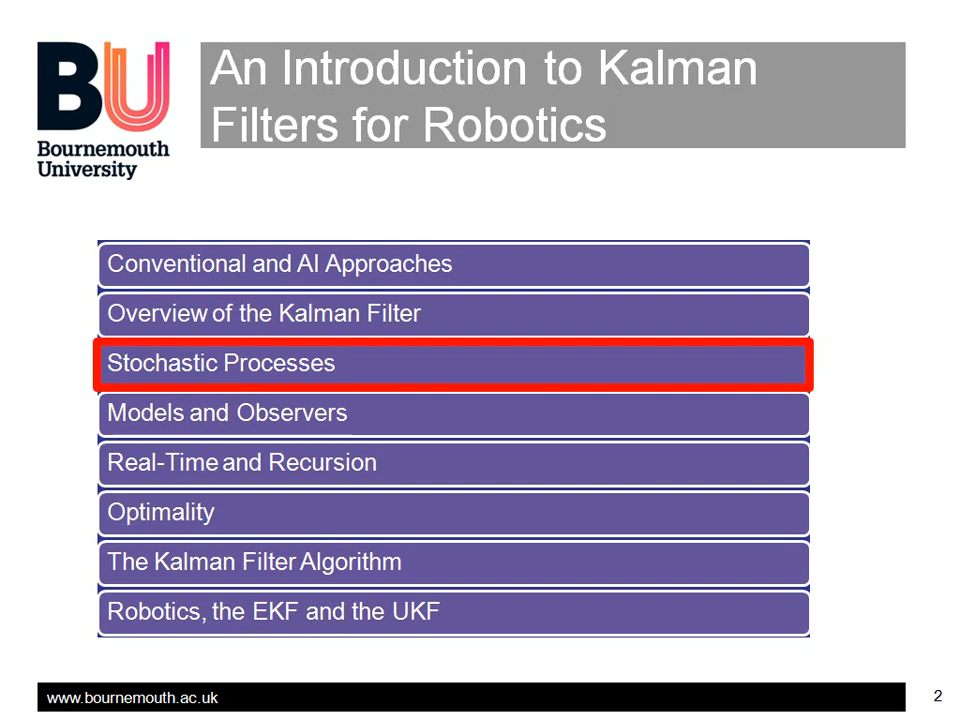 BU
Bournemouth
University
An Introduction to Kalman
Filters for Robotics
Conventional and AI Approaches
Overview of the Kalman Filter
Stochastic Processes
Models and Observers
Real-Time and Recursion
Optimality
The Kalman Filter Algorithm
Robotics, the EKF and the UKF
www.bournemouth.ac.uk
2